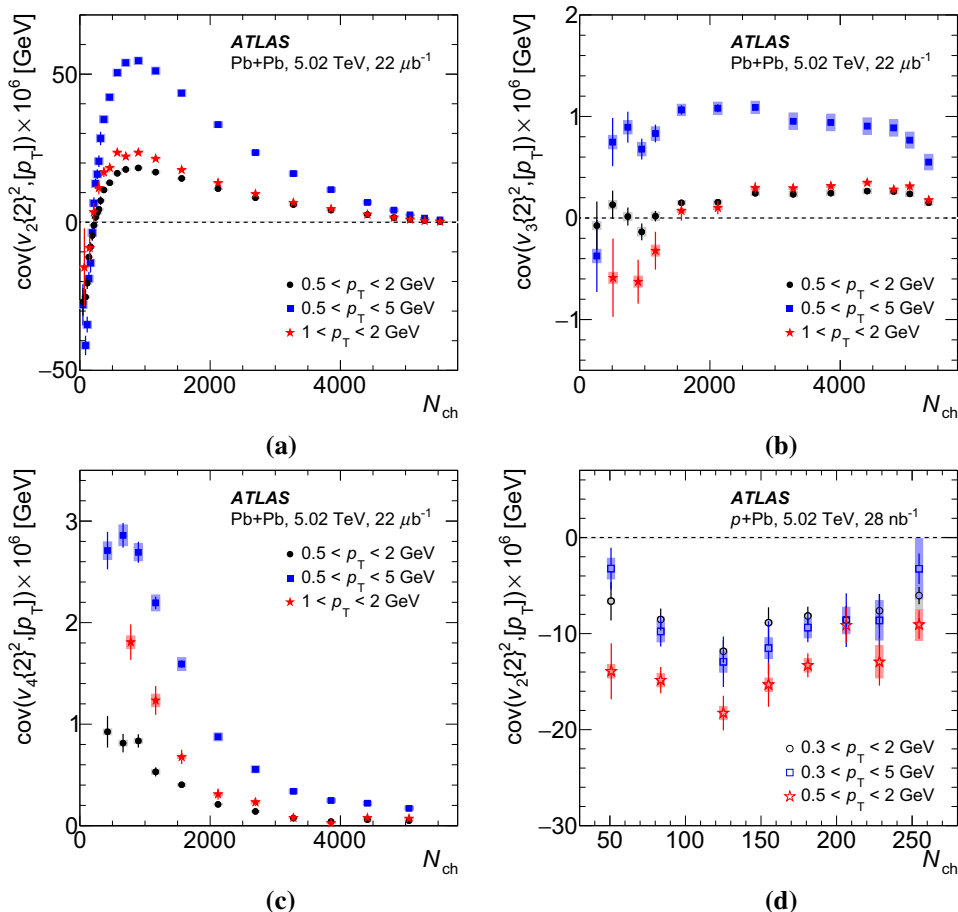 cov(v₂{2}²,[p_T])×10⁶ [GeV]
50
0
−50
ATLAS
Pb+Pb, 5.02 TeV, 22 μb⁻¹
0.5 < p_T < 2 GeV
0.5 < p_T < 5 GeV
1 < p_T < 2 GeV
0 2000 4000
N_ch
(a)
cov(v₃{2}²,[p_T])×10⁶ [GeV]
2
1
0
−1
ATLAS
Pb+Pb, 5.02 TeV, 22 μb⁻¹
0.5 < p_T < 2 GeV
0.5 < p_T < 5 GeV
1 < p_T < 2 GeV
0 2000 4000
N_ch
(b)
cov(v₄{2}²,[p_T])×10⁶ [GeV]
3
2
1
0
ATLAS
Pb+Pb, 5.02 TeV, 22 μb⁻¹
0.5 < p_T < 2 GeV
0.5 < p_T < 5 GeV
1 < p_T < 2 GeV
0 2000 4000
N_ch
(c)
cov(v₂{2}²,[p_T])×10⁶ [GeV]
10
0
−10
−20
−30
ATLAS
p+Pb, 5.02 TeV, 28 nb⁻¹
0.3 < p_T < 2 GeV
0.3 < p_T < 5 GeV
0.5 < p_T < 2 GeV
50 100 150 200 250
N_ch
(d)